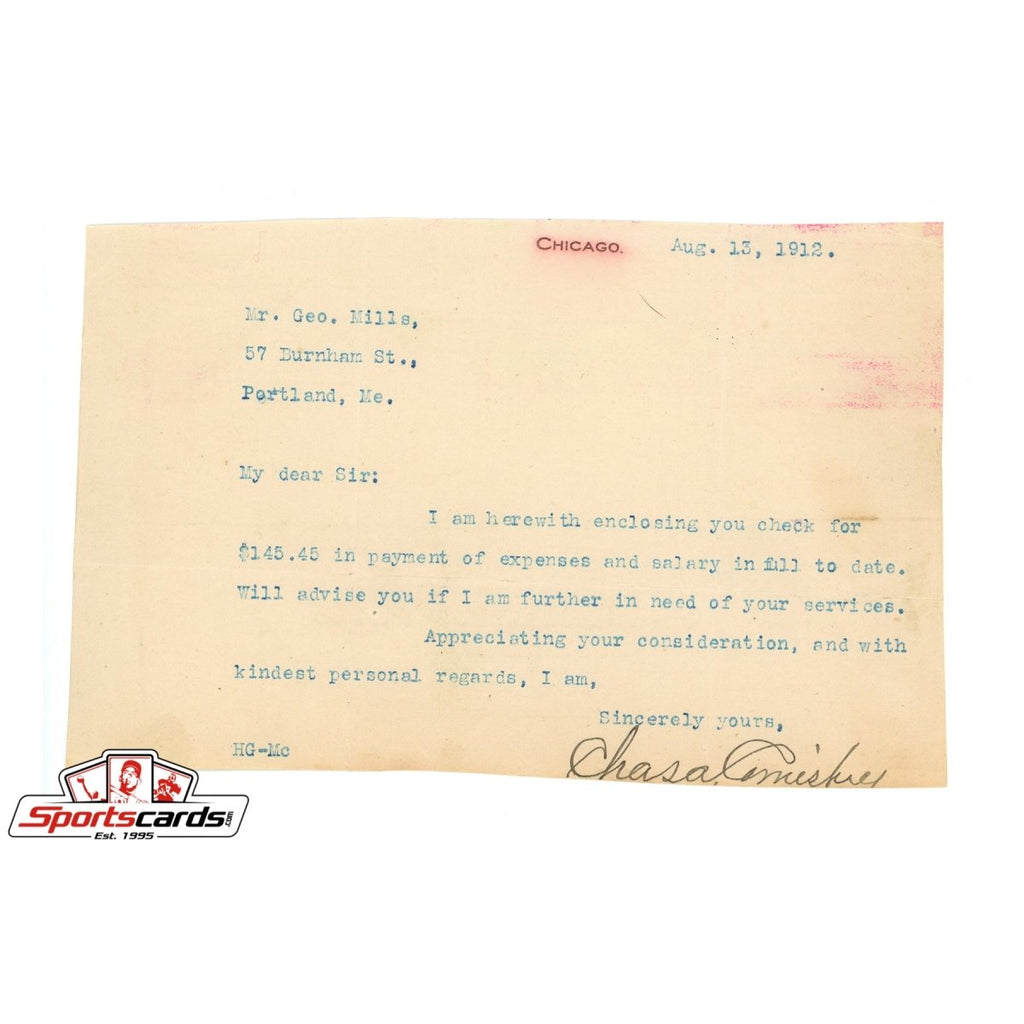 CHICAGO. Aug. 13, 1912.
Mr. Geo. Mills,
57 Burnham St.,
Portland, Me.
My dear Sir:
I am herewith enclosing you check for
$145.45 in payment of expenses and salary in full to date.
Will advise you if I am further in need of your services.
Appreciating your consideration, and with
kindest personal regards, I am,
Sincerely yours,
HG-Mc
Chas a. Comiskey
Sportscards.com
Est. 1995